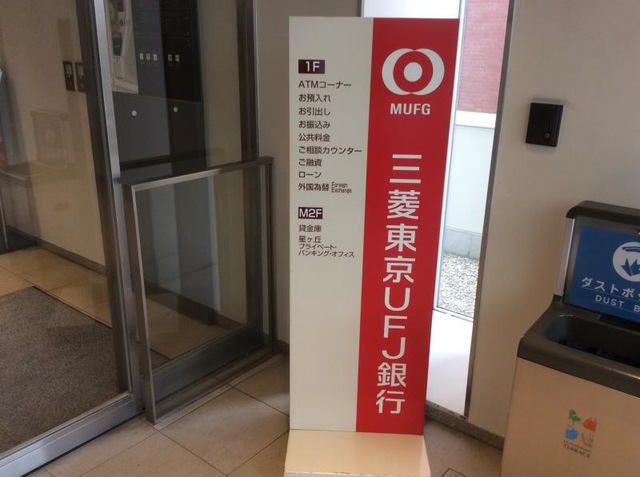 1F
ATMコーナー
お預入れ
お引出し
お振込み
公共料金
ご相談カウンター
ご融資
ローン
外国為替 Foreign Exchange
M2F
貸金庫
星ヶ丘
プライベート
バンキング・オフィス
MUFG
三菱東京UFJ銀行
ダストボ
DUST B
TERRACE